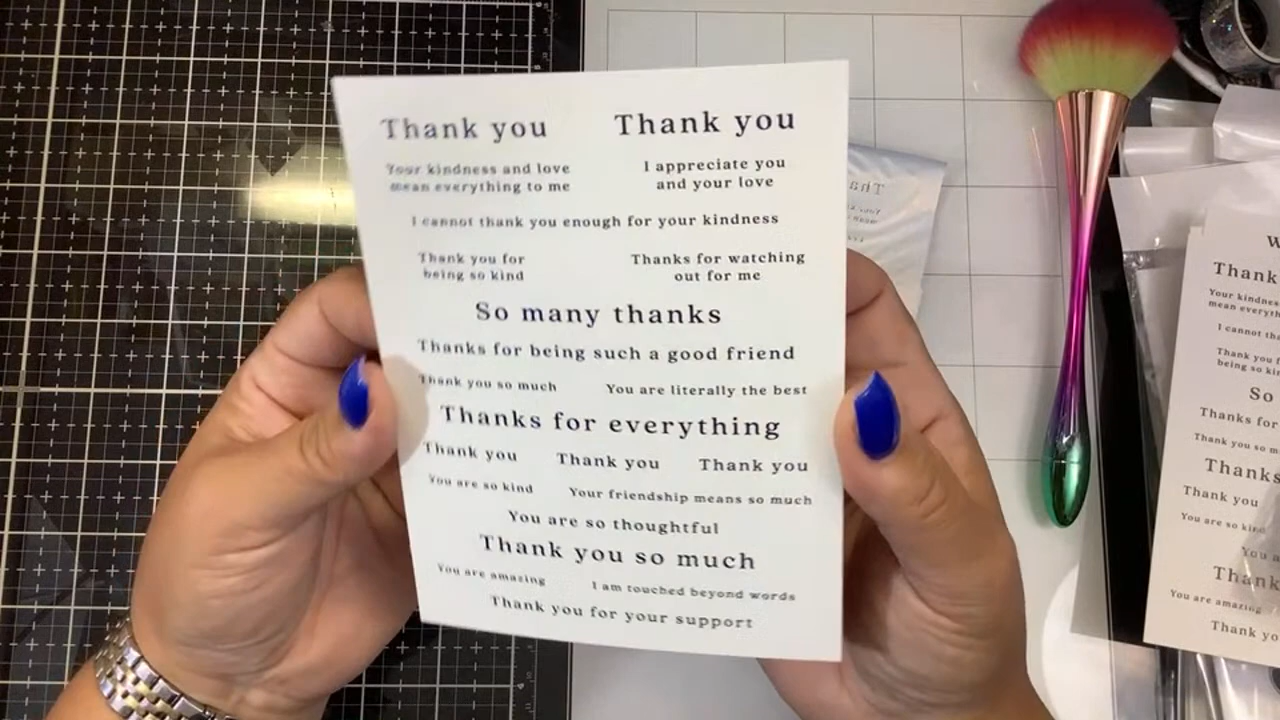 Thank you Thank you
Your kindness and love
mean everything to me
I appreciate you
and your love
I cannot thank you enough for your kindness
Thank you for
being so kind
Thanks for watching
out for me
So many thanks
Thanks for being such a good friend
Thank you so much You are literally the best
Thanks for everything
Thank you Thank you Thank you
You are so kind Your friendship means so much
You are so thoughtful
Thank you so much
You are amazing I am touched beyond words
Thank you for your support
W
Thank
Your kindness
mean everyth
I cannot tha
Thank you f
being so kin
So
Thanks for
Thank you so m
Thanks
Thank you
You are so kind
You a
Thank
You are amazing
Thank yo